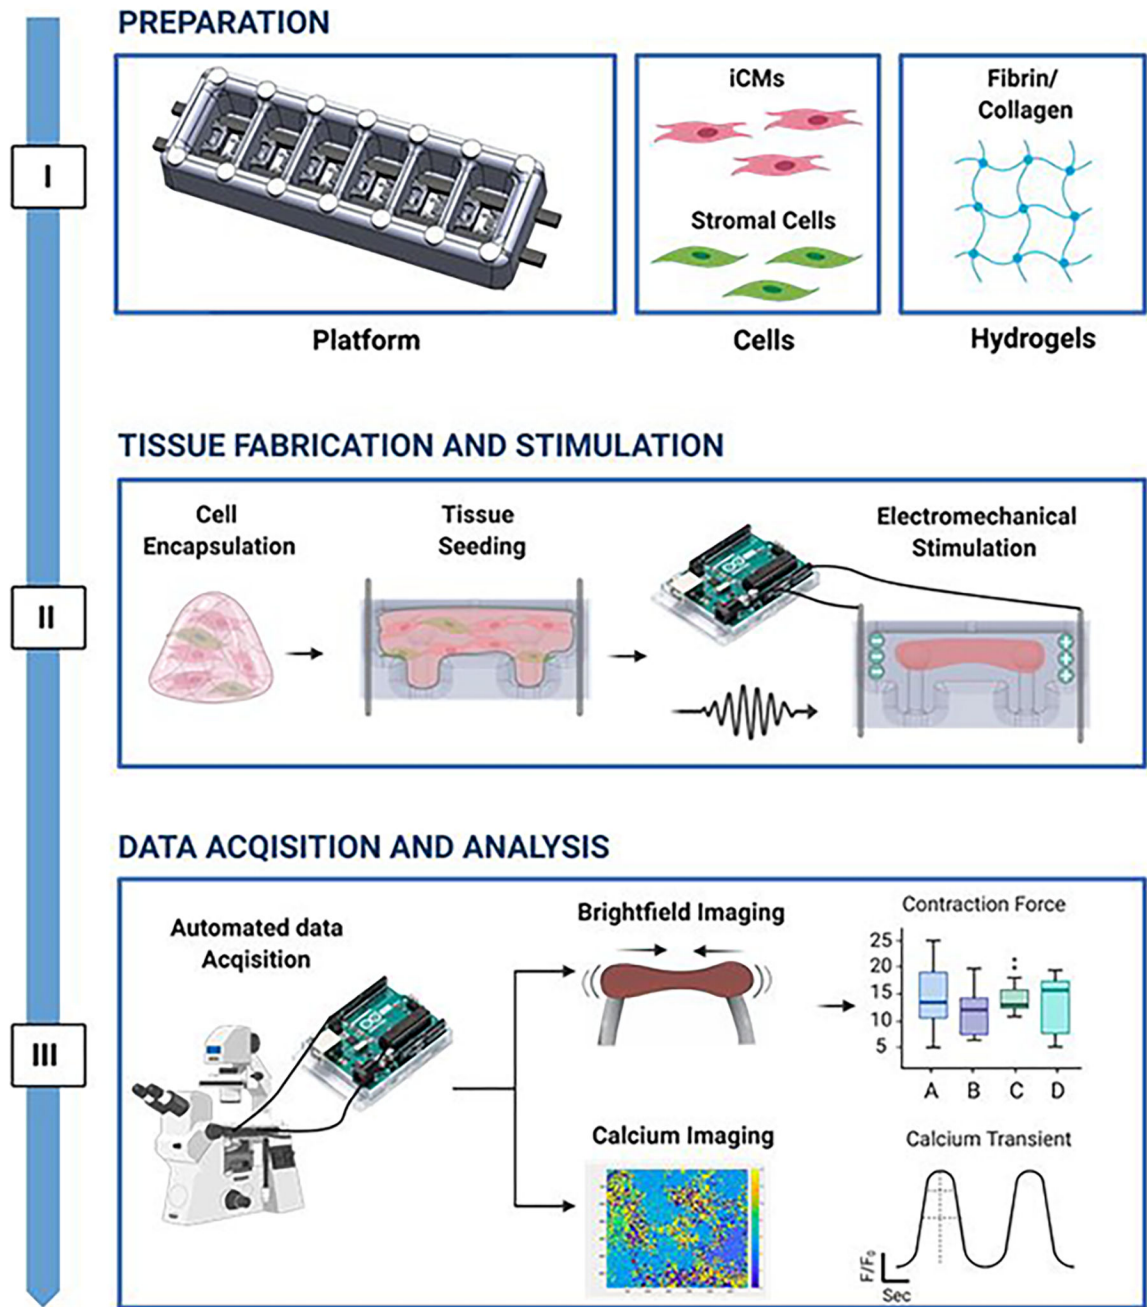 PREPARATION
I
iCMs
Stromal Cells
Fibrin/
Collagen
Platform
Cells
Hydrogels
TISSUE FABRICATION AND STIMULATION
II
Cell
Encapsulation
Tissue
Seeding
Electromechanical
Stimulation
DATA ACQISITION AND ANALYSIS
III
Automated data
Acqisition
Brightfield Imaging
Contraction Force
25
20
15
10
5
A B C D
Calcium Imaging
Calcium Transient
F/F₀
Sec